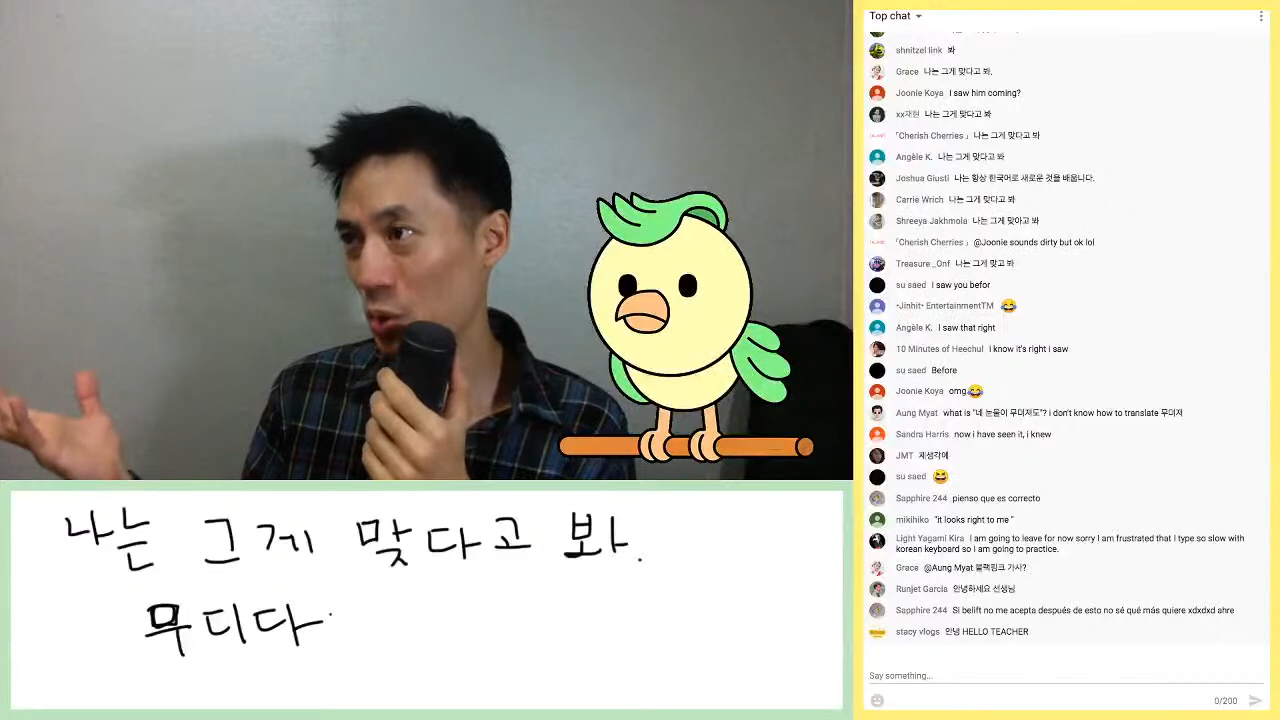 Top chat
shnitzel link 봐
Grace 나는 그게 맞다고 봐.
Joonie Koya I saw him coming?
xx재현 나는 그게 맞다고 봐
「Cherish Cherries 」 나는 그게 맞다고 봐
Angèle K. 나는 그게 맞다고 봐
Joshua Giusti 나는 항상 한국어로 새로운 것을 배웁니다.
Carrie Wrich 나는 그게 맞다고 봐
Shreeya Jakhmola 나는 그게 맞아고 봐
「Cherish Cherries 」 @Joonie sounds dirty but ok lol
Treasure _Onf 나는 그게 맞고 봐
su saed I saw you befor
•Jinhit• EntertainmentTM 😂
Angèle K. I saw that right
10 Minutes of Heechul i know it's right i saw
su saed Before
Joonie Koya omg😂
Aung Myat what is "네 눈물이 무뎌져도"? i don't know how to translate 무뎌져
Sandra Harris now i have seen it, i knew
JMT 제생각에
su saed 😆
Sapphire 244 pienso que es correcto
mikihiko "it looks right to me "
Light Yagami Kira I am going to leave for now sorry I am frustrated that I type so slow with
korean keyboard so I am going to practice.
Grace @Aung Myat 블랙핑크 가사?
Runjet Garcia 안녕하세요 선생님
Sapphire 244 Si belift no me acepta después de esto no sé qué más quiere xdxdxd ahre
stacy vlogs 안녕 HELLO TEACHER
Say something...
0/200
나는 그게 맞다고 봐.
무디다